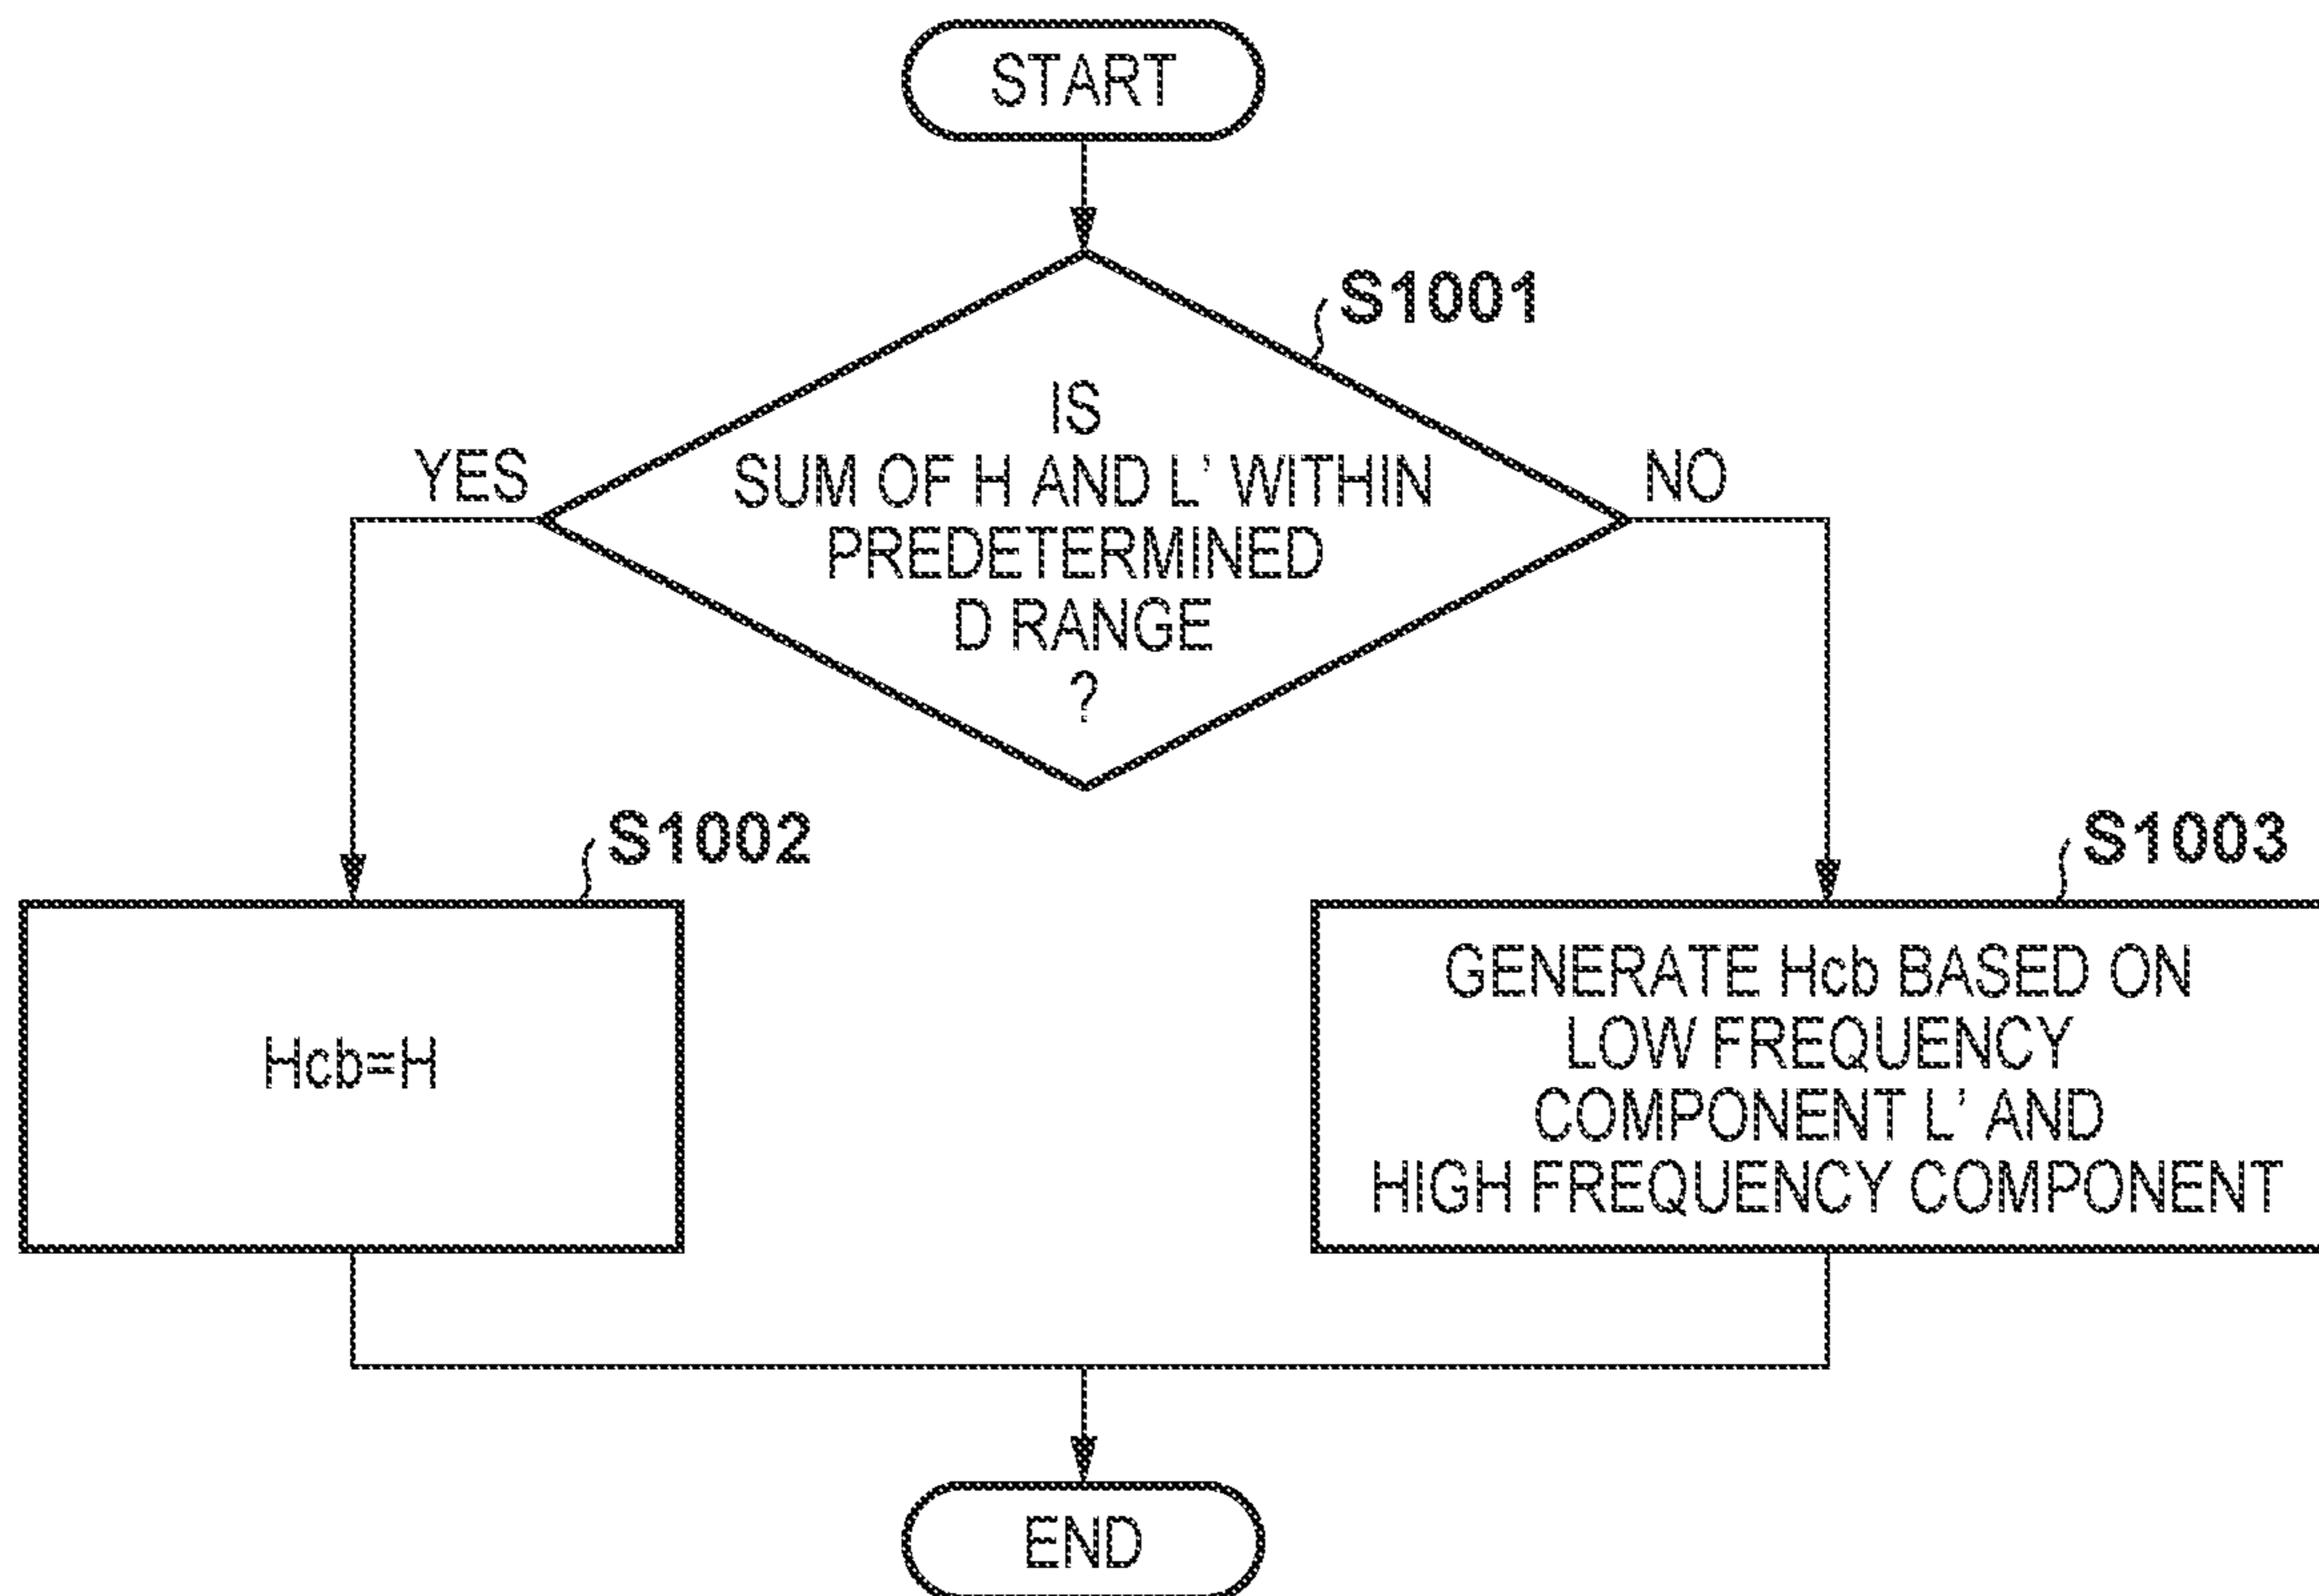 START
S1001
IS
SUM OF H AND L' WITHIN
PREDETERMINED
D RANGE
?
YES
NO
S1002
Hcb=H
S1003
GENERATE Hcb BASED ON
LOW FREQUENCY
COMPONENT L' AND
HIGH FREQUENCY COMPONENT
END